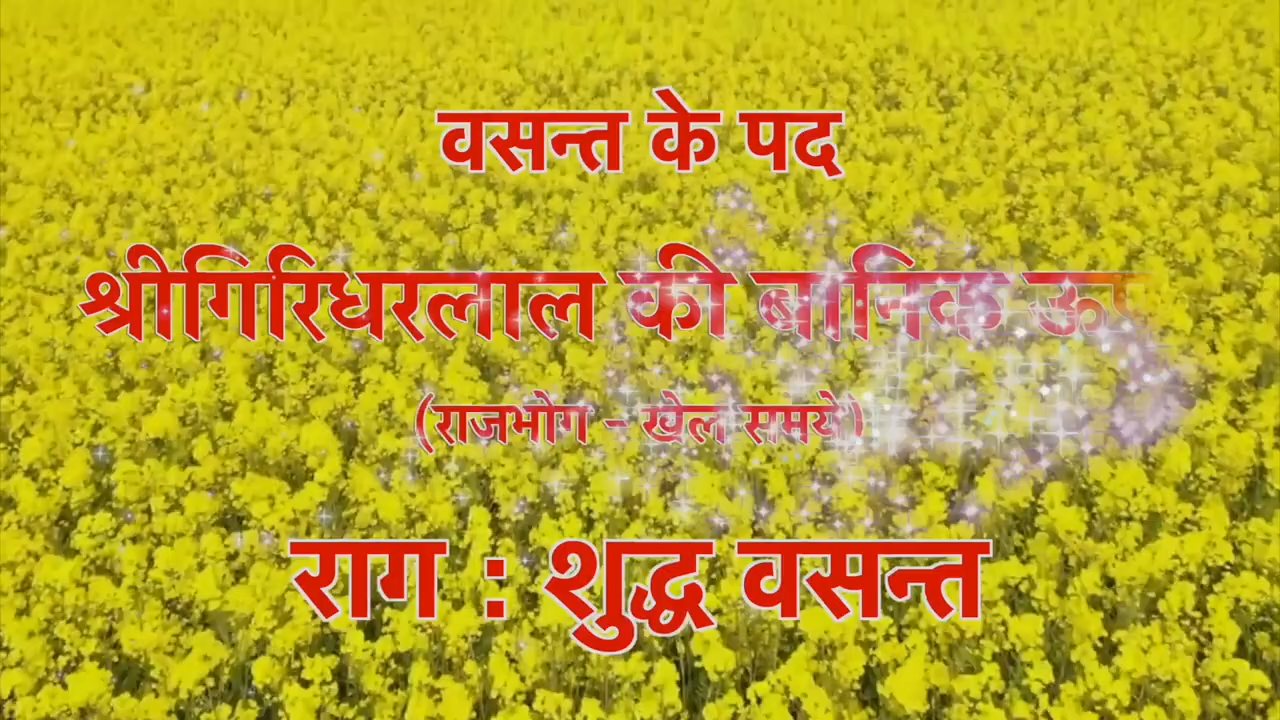 वसन्त के पद
श्रीगिरिधरलाल की बानिक
(राजभोग - खेल समये)
राग : शुद्ध वसन्त